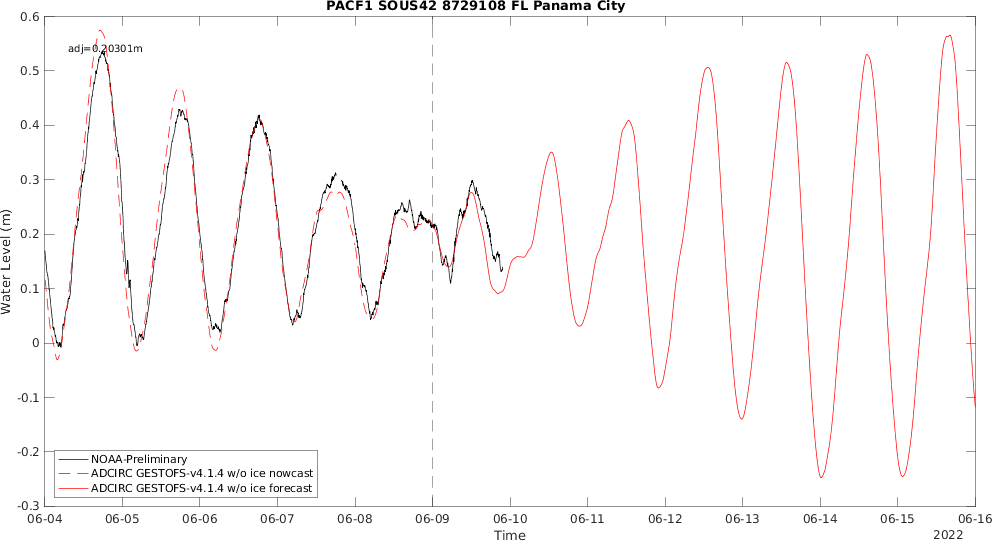 PACF1 SOUS42 8729108 FL Panama City
adj=0.20301m
0.6
0.5
0.4
0.3
0.2
0.1
0
-0.1
-0.2
-0.3
Water Level (m)
NOAA-Preliminary
ADCIRC GESTOFS-v4.1.4 w/o ice nowcast
ADCIRC GESTOFS-v4.1.4 w/o ice forecast
06-04 06-05 06-06 06-07 06-08 06-09 06-10 06-11 06-12 06-13 06-14 06-15 06-16
Time
2022